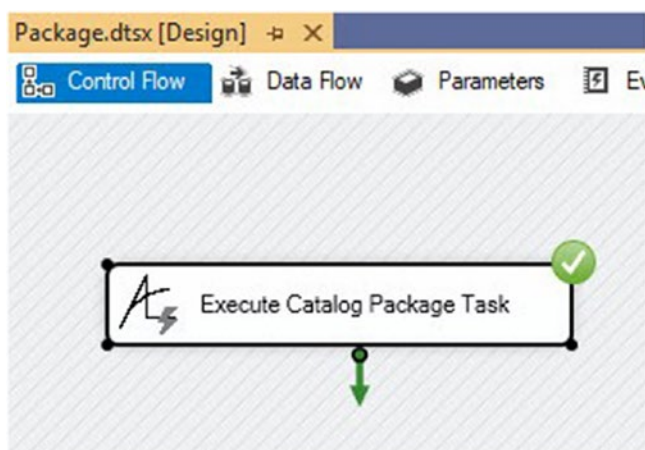 Package.dtsx [Design]
Control Flow Data Flow Parameters
Execute Catalog Package Task